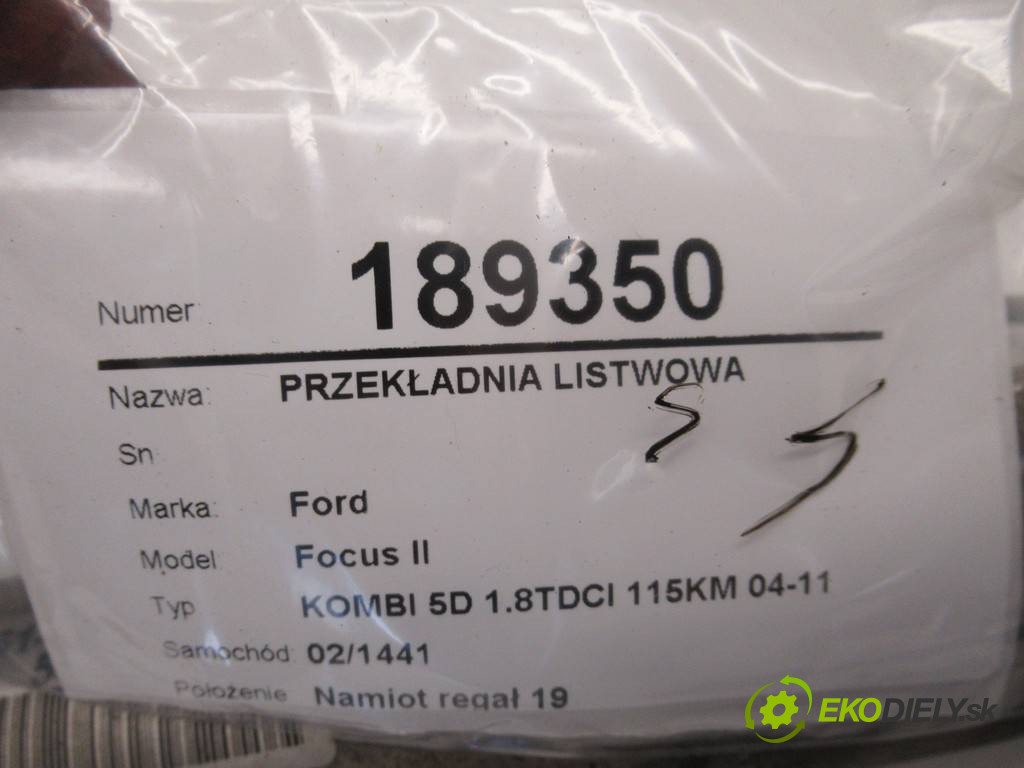 Numer: 189350
Nazwa: PRZEKŁADNIA LISTWOWA
Sn
Marka: Ford
Model: Focus II
Typ KOMBI 5D 1.8TDCI 115KM 04-11
Samochód: 02/1441
Położenie Namiot regał 19
EKODIELY.sk